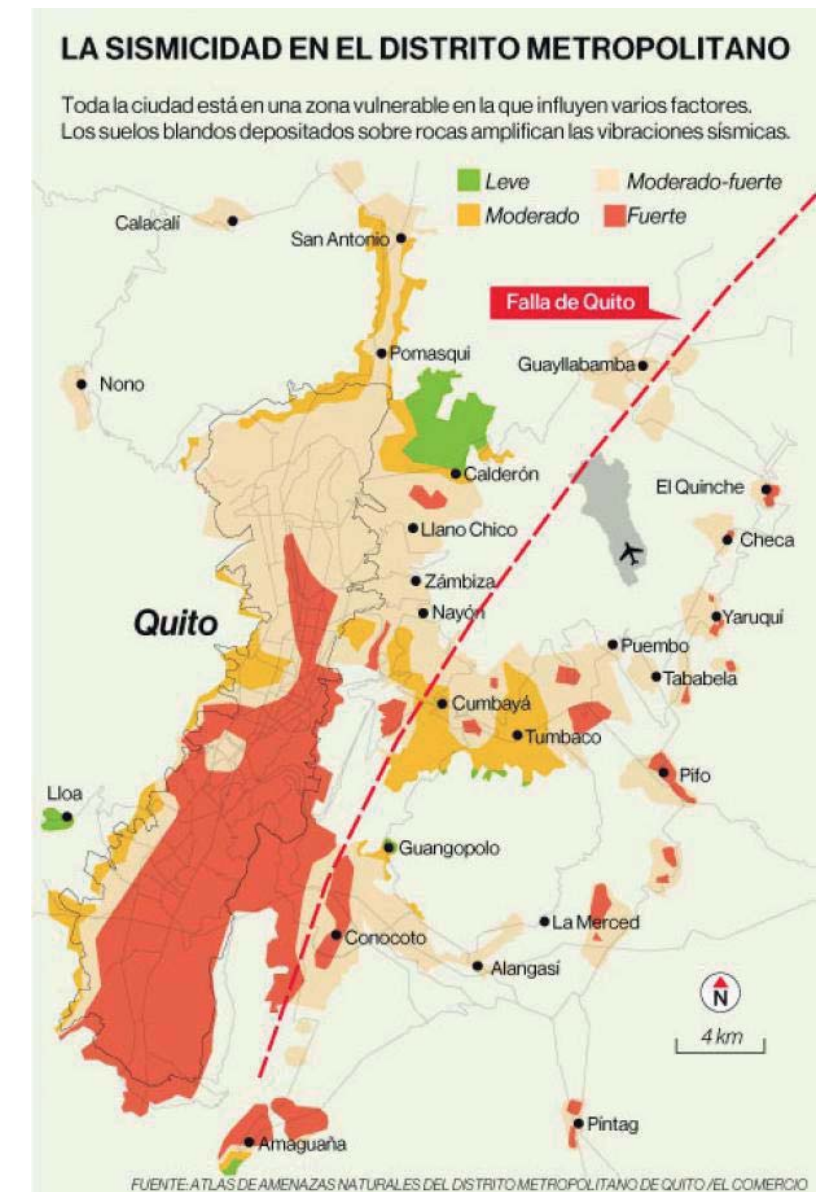 LA SISMICIDAD EN EL DISTRITO METROPOLITANO
Toda la ciudad está en una zona vulnerable en la que influyen varios factores.
Los suelos blandos depositados sobre rocas amplifican las vibraciones sísmicas.
Leve
Moderado-fuerte
Moderado
Fuerte
Calacalí
San Antonio
Falla de Quito
Pomasqui
Guayllabamba
Nono
Calderón
El Quinche
Llano Chico
Checa
Zámbiza
Nayón
Yaruquí
Quito
Puembo
Tababela
Cumbayá
Tumbaco
Pifo
Lloa
Guangopolo
La Merced
Conocoto
Alangasí
N
4 km
Píntag
Amaguaña
FUENTE: ATLAS DE AMENAZAS NATURALES DEL DISTRITO METROPOLITANO DE QUITO / EL COMERCIO